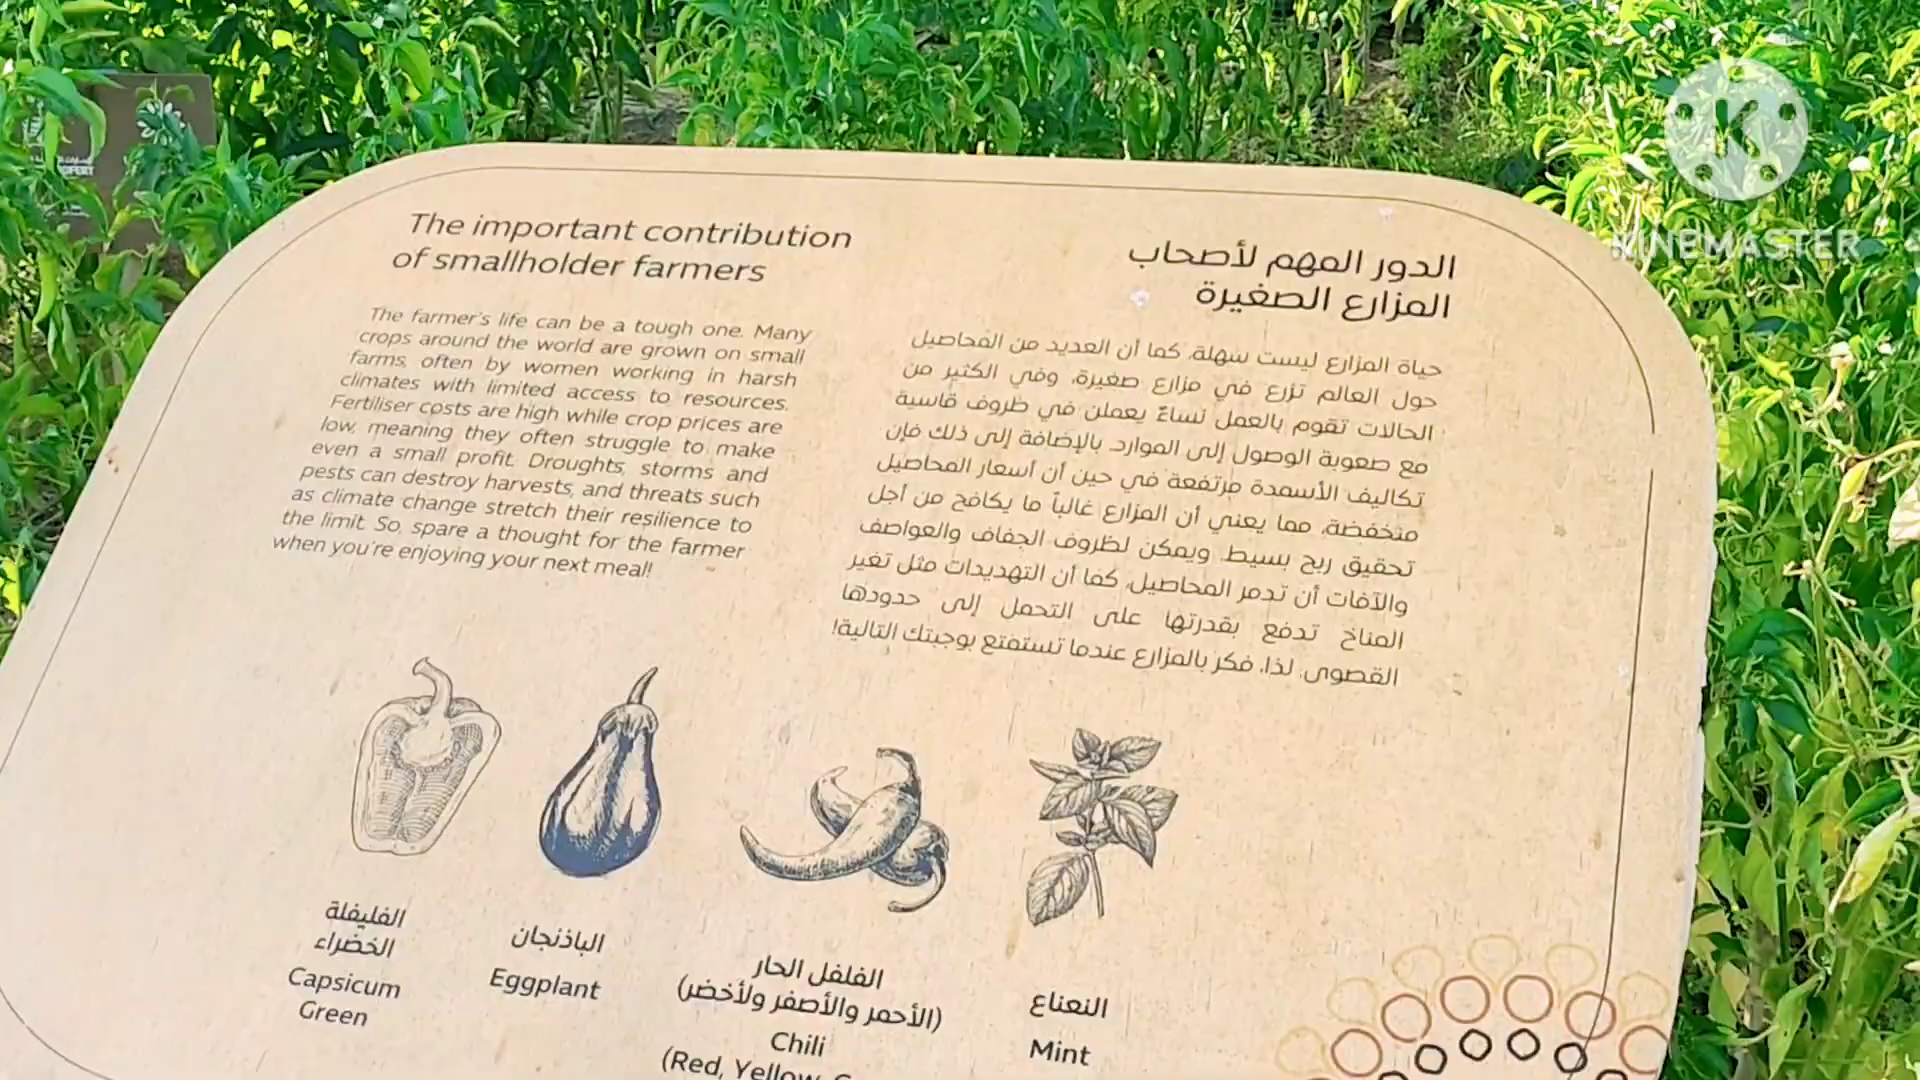 The important contribution
of smallholder farmers
The farmer's life can be a tough one. Many
crops around the world are grown on small
farms, often by women working in harsh
climates with limited access to resources.
Fertiliser costs are high while crop prices are
low, meaning they often struggle to make
even a small profit. Droughts, storms and
pests can destroy harvests, and threats such
as climate change stretch their resilience to
the limit. So, spare a thought for the farmer
when you're enjoying your next meal!
الدور المهم لأصحاب
المزارع الصغيرة
حياة المزارع ليست سهلة، كما أن العديد من المحاصيل
حول العالم تزرع في مزارع صغيرة، وفي الكثير من
الحالات تقوم بالعمل نساءً يعملن في ظروف قاسية
مع صعوبة الوصول إلى الموارد. بالإضافة إلى ذلك فإن
تكاليف الأسمدة مرتفعة في حين أن أسعار المحاصيل
منخفضة، مما يعني أن المزارع غالباً ما يكافح من أجل
تحقيق ربح بسيط. ويمكن لظروف الجفاف والعواصف
والآفات أن تدمر المحاصيل، كما أن التهديدات مثل تغير
المناخ تدفع بقدرتها على التحمل إلى حدودها
القصوى. لذا، فكر بالمزارع عندما تستمتع بوجبتك التالية!
الفليفلة
الخضراء
Capsicum
Green
الباذنجان
Eggplant
الفلفل الحار
(الأحمر والأصفر ولأخضر)
Chili
(Red, Yellow,
النعناع
Mint
KINEMASTER